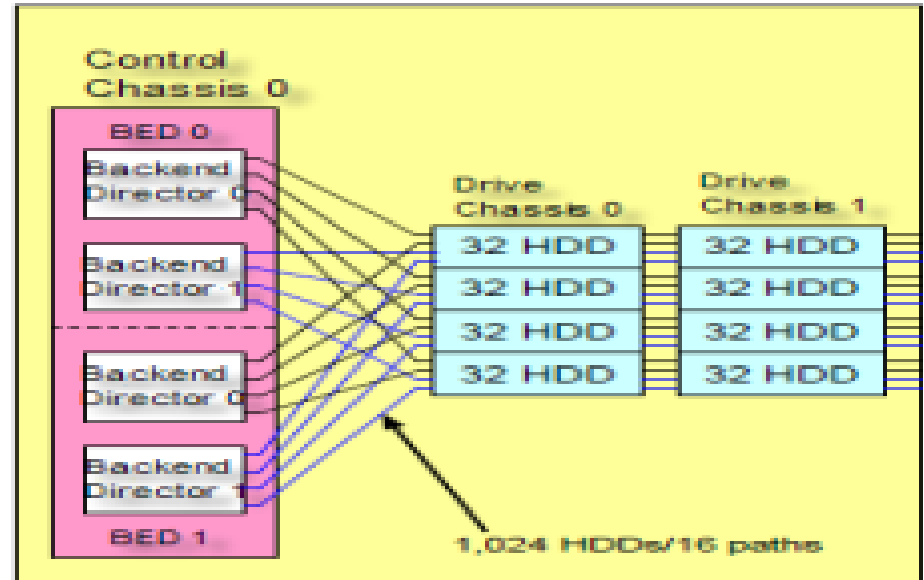 Control
Chassis 0
BED 0
Backend
Director 0
Backend
Director 1
Backend
Director 0
Backend
Director 1
BED 1
Drive
Chassis 0
32 HDD
32 HDD
32 HDD
32 HDD
Drive
Chassis 1
32 HDD
32 HDD
32 HDD
32 HDD
1,024 HDDs/16 paths